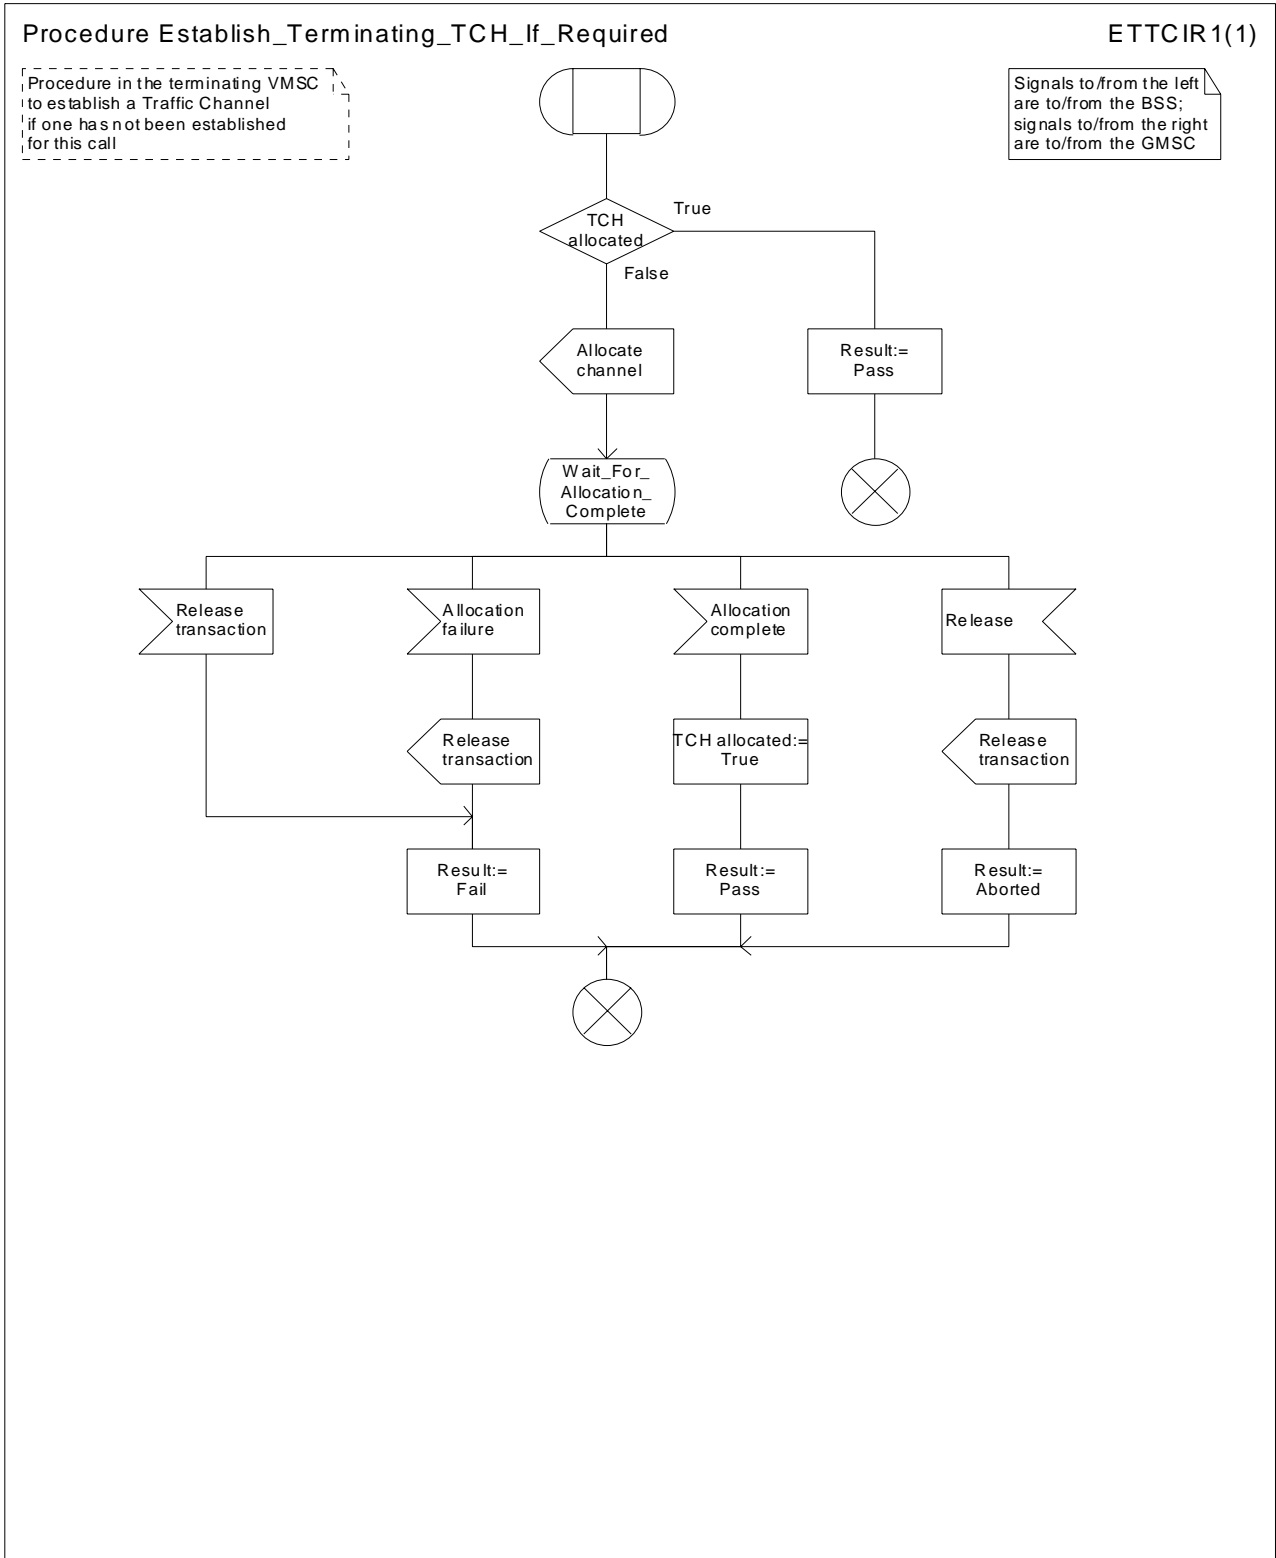 Procedure Establish_Terminating_TCH_If_Required
ETTCIR1(1)
Procedure in the terminating VMSC
to establish a Traffic Channel
if one has not been established
for this call
Signals to/from the left
are to/from the BSS;
signals to/from the right
are to/from the GMSC
TCH
allocated
True
False
Allocate
channel
Result:=
Pass
Wait_For_
Allocation_
Complete
Release
transaction
Allocation
failure
Allocation
complete
Release
Release
transaction
TCH allocated:=
True
Release
transaction
Result:=
Fail
Result:=
Pass
Result:=
Aborted